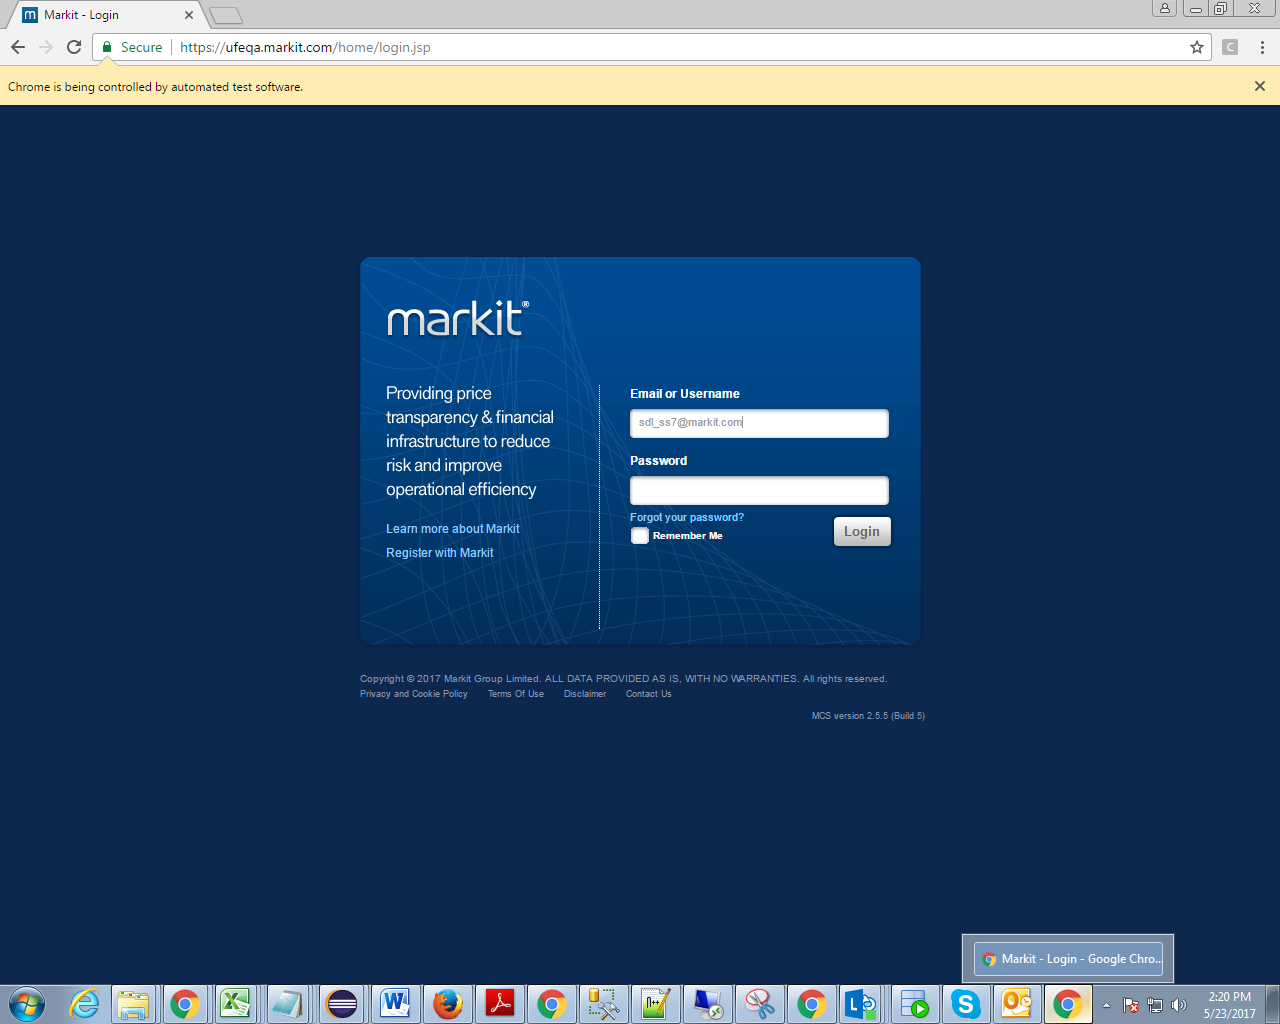 Markit - Login
Secure
https://ufeqa.markit.com/home/login.jsp
Chrome is being controlled by automated test software.
markit®
Providing price
transparency & financial
infrastructure to reduce
risk and improve
operational efficiency
Learn more about Markit
Register with Markit
Email or Username
sdl_ss7@markit.com
Password
Forgot your password?
Remember Me
Login
Copyright © 2017 Markit Group Limited. ALL DATA PROVIDED AS IS, WITH NO WARRANTIES. All rights reserved.
Privacy and Cookie Policy Terms Of Use Disclaimer Contact Us
MCS version 2.5.5 (Build 5)
Markit - Login - Google Chro...
2:20 PM
5/23/2017